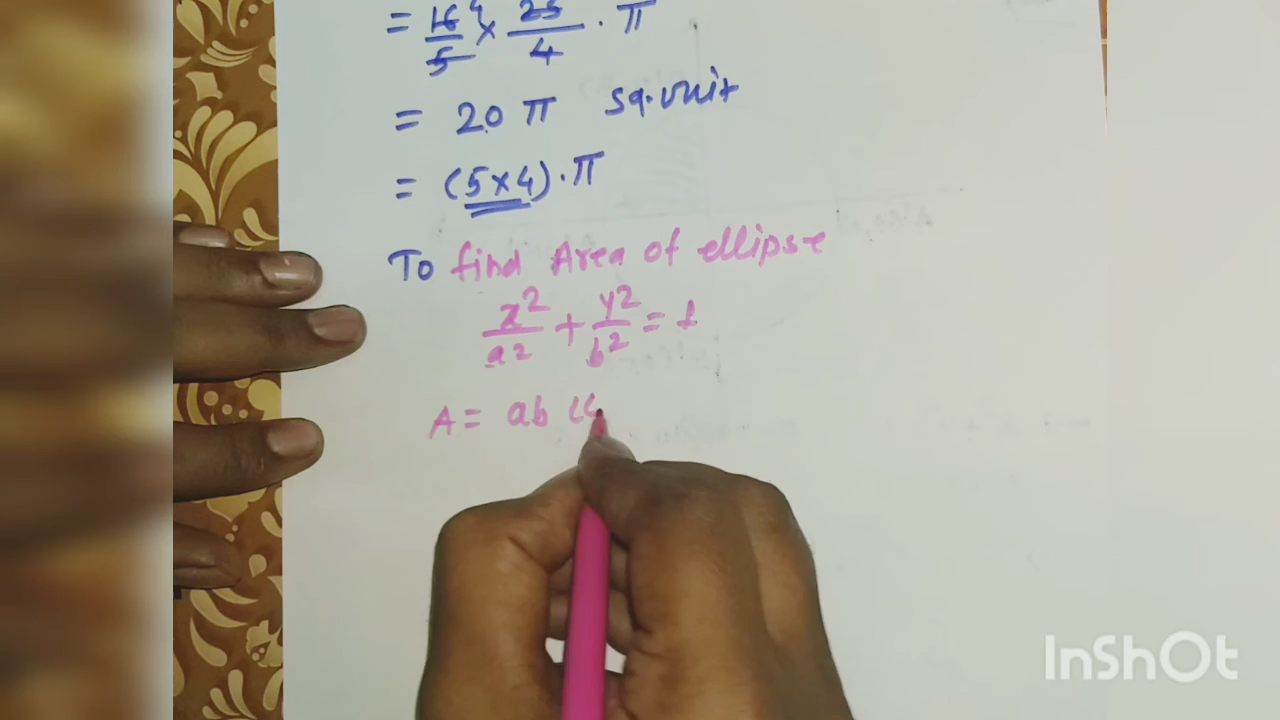 = 16/5 4 × 25/4 . π
= 20 π sq.unit
= (5×4).π
To find Area of ellipse
x²/a² + y²/b² = 1
A = ab
InShOt